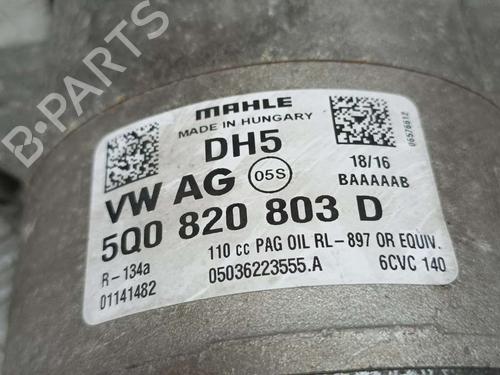 B-PARTS
MAHLE
MADE IN HUNGARY
DH5
06576612
18/16
BAAAAAB
VW AG 05S
5Q0 820 803 D
R-134a
110 cc PAG OIL RL-897 OR EQUIV.
01141482
05036223555.A
6CVC 140